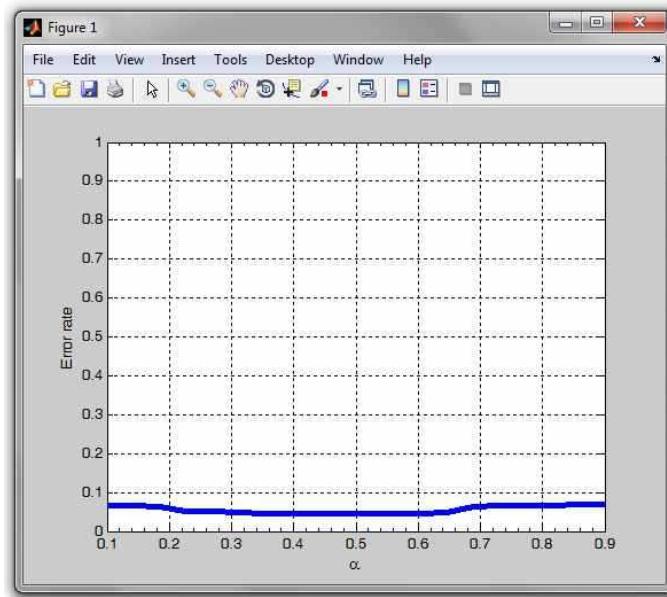 Figure 1
File Edit View Insert Tools Desktop Window Help
1
0.9
0.8
0.7
0.6
0.5
0.4
0.3
0.2
0.1
0
Error rate
0.1 0.2 0.3 0.4 0.5 0.6 0.7 0.8 0.9
α